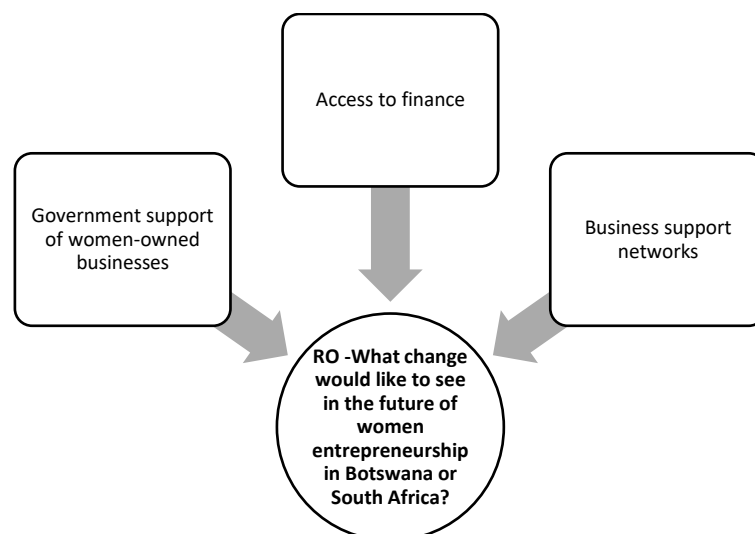 Access to finance
Government support
of women-owned
businesses
Business support
networks
RO -What change
would like to see
in the future of
women
entrepreneurship
in Botswana or
South Africa?